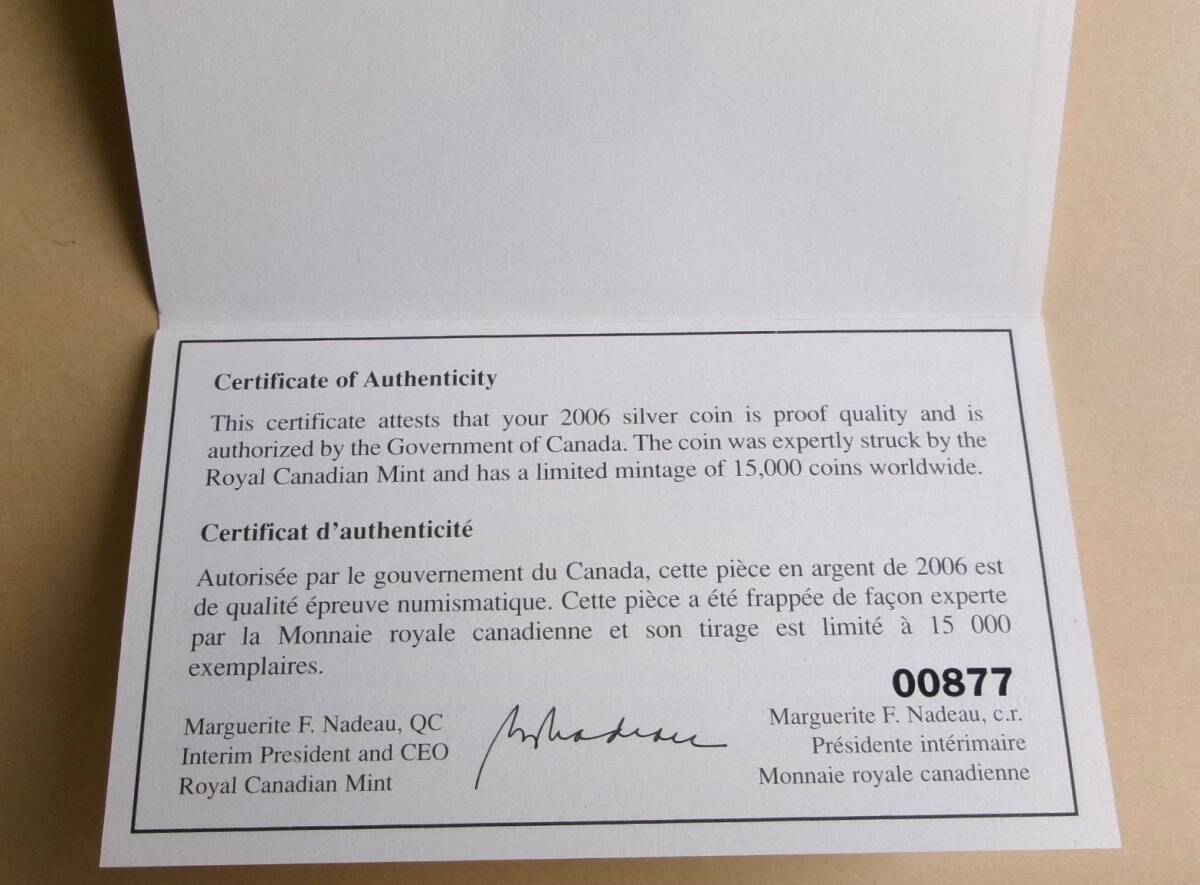 Certificate of Authenticity
This certificate attests that your 2006 silver coin is proof quality and is
authorized by the Government of Canada. The coin was expertly struck by the
Royal Canadian Mint and has a limited mintage of 15,000 coins worldwide.
Certificat d'authenticité
Autorisée par le gouvernement du Canada, cette pièce en argent de 2006 est
de qualité épreuve numismatique. Cette pièce a été frappée de façon experte
par la Monnaie royale canadienne et son tirage est limité à 15 000
exemplaires.
00877
Marguerite F. Nadeau, QC
Interim President and CEO
Royal Canadian Mint
MFNadeau
Marguerite F. Nadeau, c.r.
Présidente intérimaire
Monnaie royale canadienne